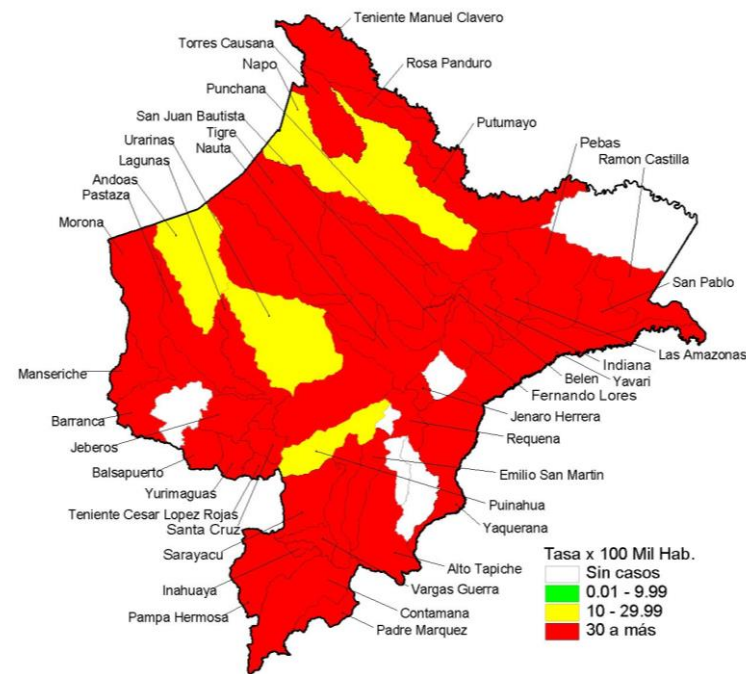 Teniente Manuel Clavero
Torres Causana
Napo
Rosa Panduro
Punchana
San Juan Bautista
Putumayo
Urarinas
Tigre
Pebas
Nauta
Ramon Castilla
Lagunas
Andoas
Pastaza
Morona
San Pablo
Las Amazonas
Indiana
Manseriche
Yavari
Belen
Fernando Lores
Jenaro Herrera
Barranca
Requena
Jeberos
Emilio San Martin
Balsapuerto
Yurimaguas
Puinahua
Teniente Cesar Lopez Rojas
Yaquerana
Santa Cruz
Sarayacu
Alto Tapiche
Inahuaya
Vargas Guerra
Pampa Hermosa
Contamana
Padre Marquez
Tasa x 100 Mil Hab.
Sin casos
0.01 - 9.99
10 - 29.99
30 a más